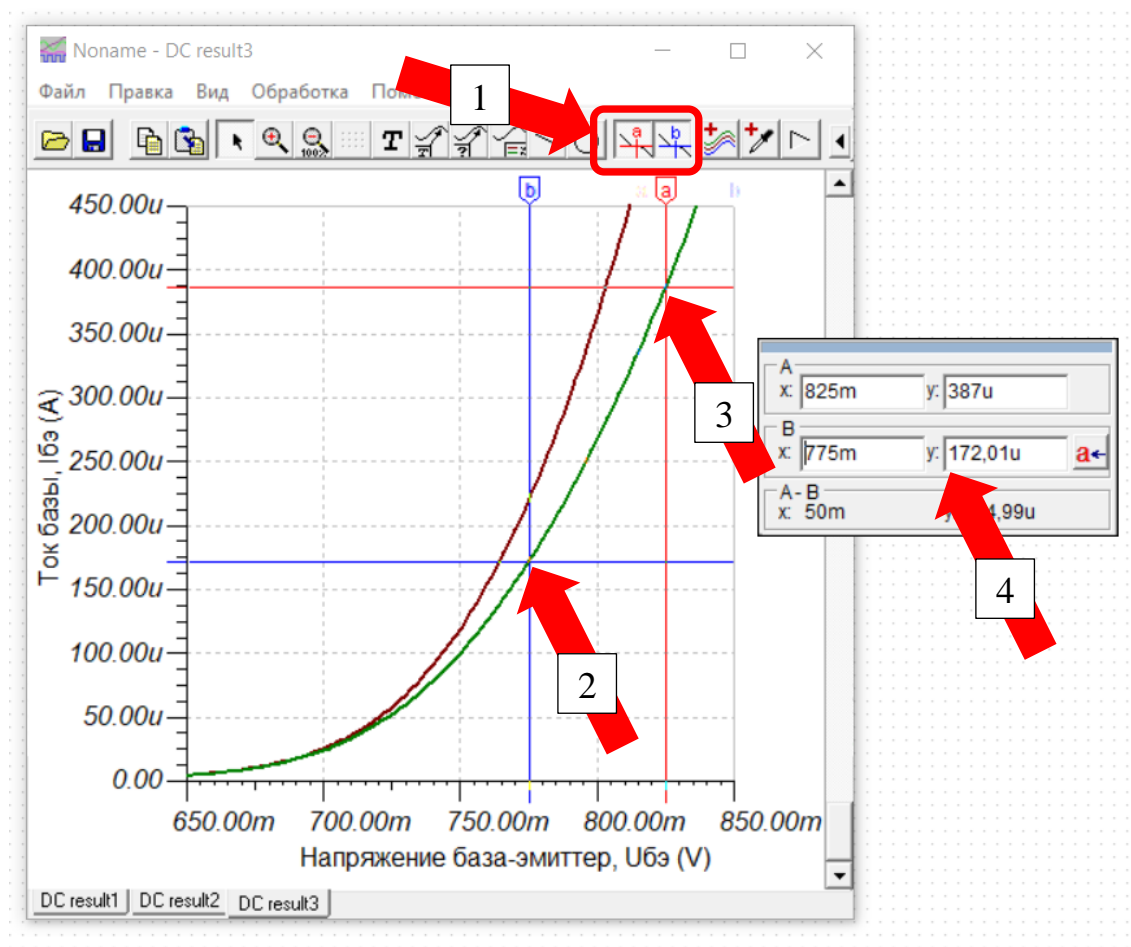 Noname - DC result3
Файл Правка Вид Обработка
1
T
100%
a b
b a
450.00u
400.00u
350.00u
300.00u
250.00u
200.00u
150.00u
100.00u
50.00u
0.00
Ток базы, Iбэ (A)
650.00m 700.00m 750.00m 800.00m 850.00m
Напряжение база-эмиттер, Uбэ (V)
DC result1 DC result2 DC result3
2
3
A
x: 825m y: 387u
B
x: 775m y: 172,01u a
A - B
x: 50m 4,99u
4